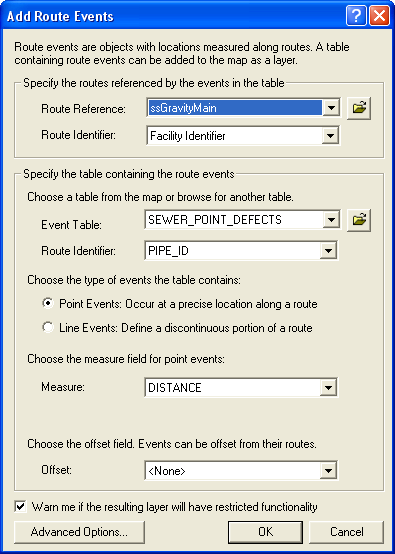 Add Route Events
Route events are objects with locations measured along routes. A table
containing route events can be added to the map as a layer.
Specify the routes referenced by the events in the table
Route Reference: ssGravityMain
Route Identifier: Facility Identifier
Specify the table containing the route events
Choose a table from the map or browse for another table.
Event Table: SEWER_POINT_DEFECTS
Route Identifier: PIPE_ID
Choose the type of events the table contains:
Point Events: Occur at a precise location along a route
Line Events: Define a discontinuous portion of a route
Choose the measure field for point events:
Measure: DISTANCE
Choose the offset field. Events can be offset from their routes.
Offset: <None>
Warn me if the resulting layer will have restricted functionality
Advanced Options... OK Cancel